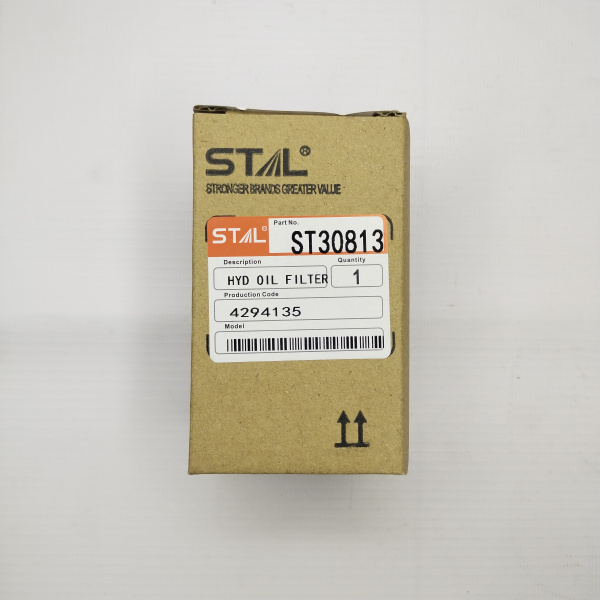 STAL®
STRONGER BRANDS GREATER VALUE
STAL®
Part No.
ST30813
Description
Quantity
HYD OIL FILTER
1
Production Code
4294135
Model